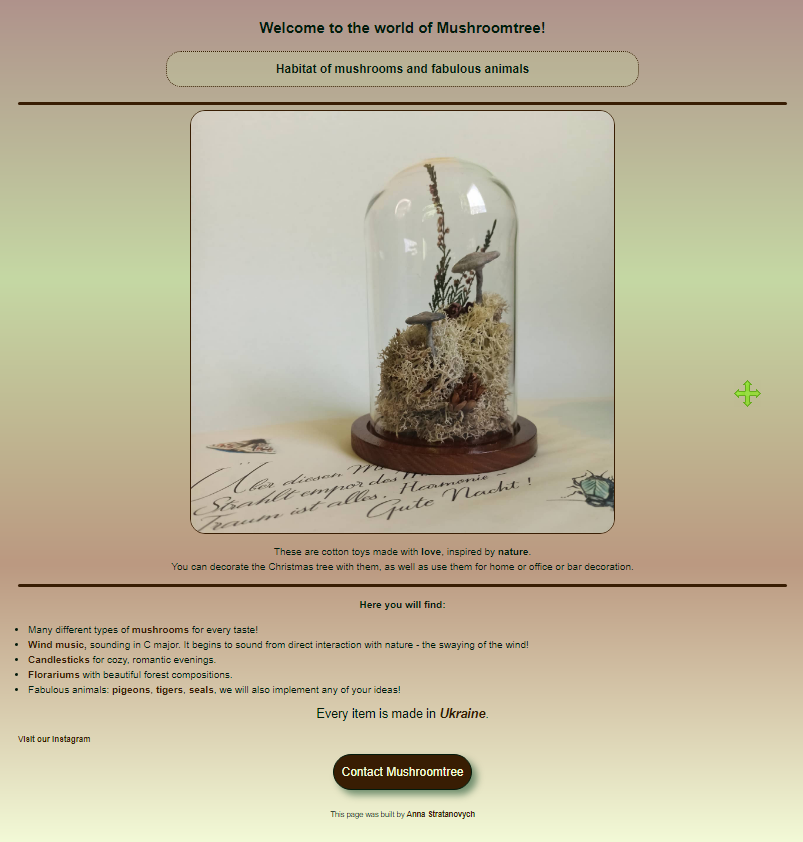 Welcome to the world of Mushroomtree!
Habitat of mushrooms and fabulous animals
Über diesen
Strahlt empor des
Traum ist alles, Harmonie –
Gute Nacht !
These are cotton toys made with love, inspired by nature.
You can decorate the Christmas tree with them, as well as use them for home or office or bar decoration.
Here you will find:
Many different types of mushrooms for every taste!
Wind music, sounding in C major. It begins to sound from direct interaction with nature - the swaying of the wind!
Candlesticks for cozy, romantic evenings.
Florariums with beautiful forest compositions.
Fabulous animals: pigeons, tigers, seals, we will also implement any of your ideas!
Every item is made in Ukraine.
Visit our Instagram
Contact Mushroomtree
This page was built by Anna Stratanovych